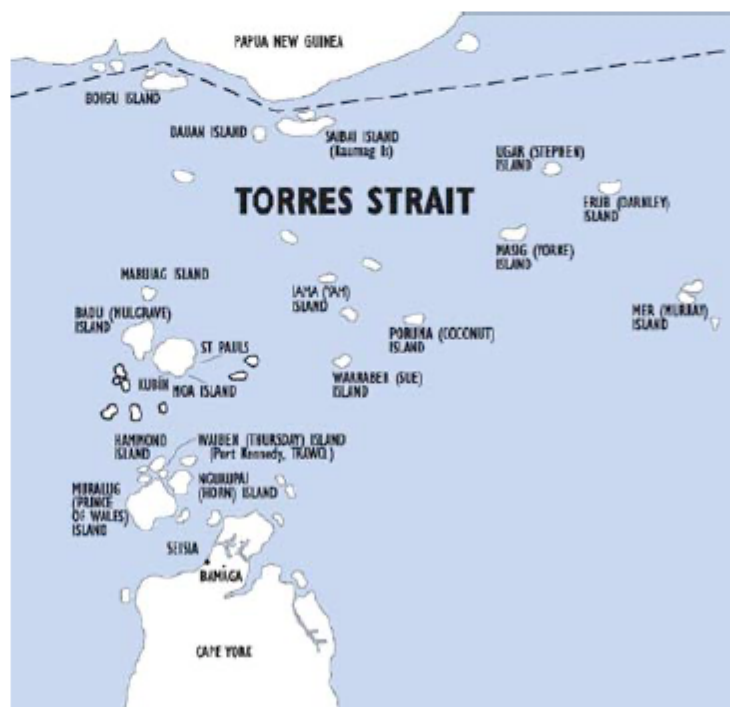 PAPUA NEW GUINEA
BOIGU ISLAND
DAUAN ISLAND
SAIBAI ISLAND
(Kaumag Is)
UGAR (STEPHEN)
ISLAND
ERUB (DARNLEY)
ISLAND
TORRES STRAIT
MASIG (YORKE)
ISLAND
MABUIAG ISLAND
IAMA (YAM)
ISLAND
MER (MURRAY)
ISLAND
BADU (MULGRAVE)
ISLAND
PORUMA (COCONUT)
ISLAND
ST PAULS
WARRABER (SUE)
ISLAND
KUBIN
MOA ISLAND
HAMMOND
ISLAND
WAIBEN (THURSDAY) ISLAND
(Port Kennedy, TRAWQ)
NGURUPAI
(HORN) ISLAND
MURALUG
(PRINCE
OF WALES)
ISLAND
SEISIA
BAMAGA
CAPE YORK